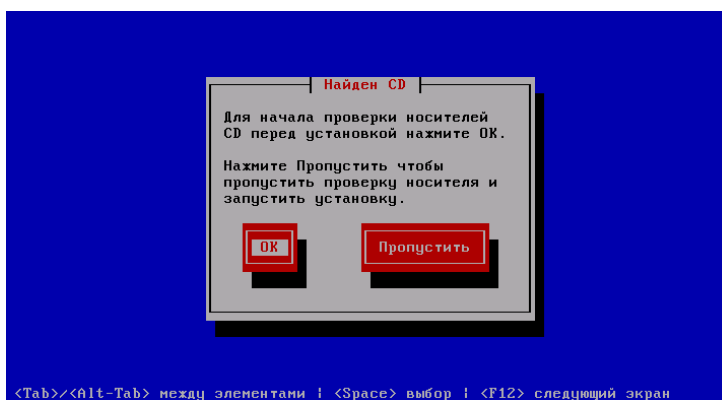 Найден CD
Для начала проверки носителей
CD перед установкой нажмите OK.
Нажмите Пропустить чтобы
пропустить проверку носителя и
запустить установку.
OK
Пропустить
<Tab>/<Alt-Tab> между элементами | <Space> выбор | <F12> следующий экран